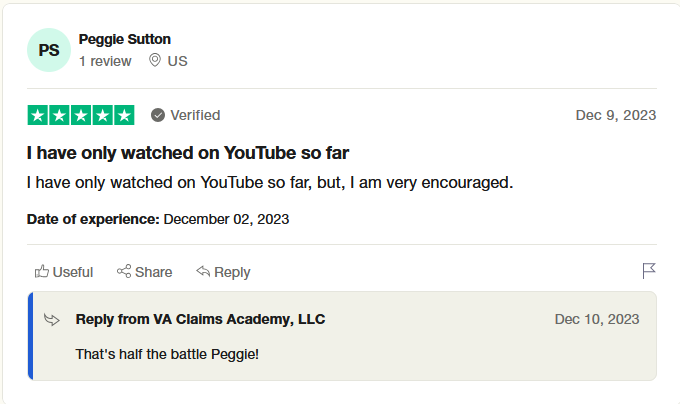 PS
Peggie Sutton
1 review US
Verified Dec 9, 2023
I have only watched on YouTube so far
I have only watched on YouTube so far, but, I am very encouraged.
Date of experience: December 02, 2023
Useful Share Reply
Reply from VA Claims Academy, LLC Dec 10, 2023
That's half the battle Peggie!